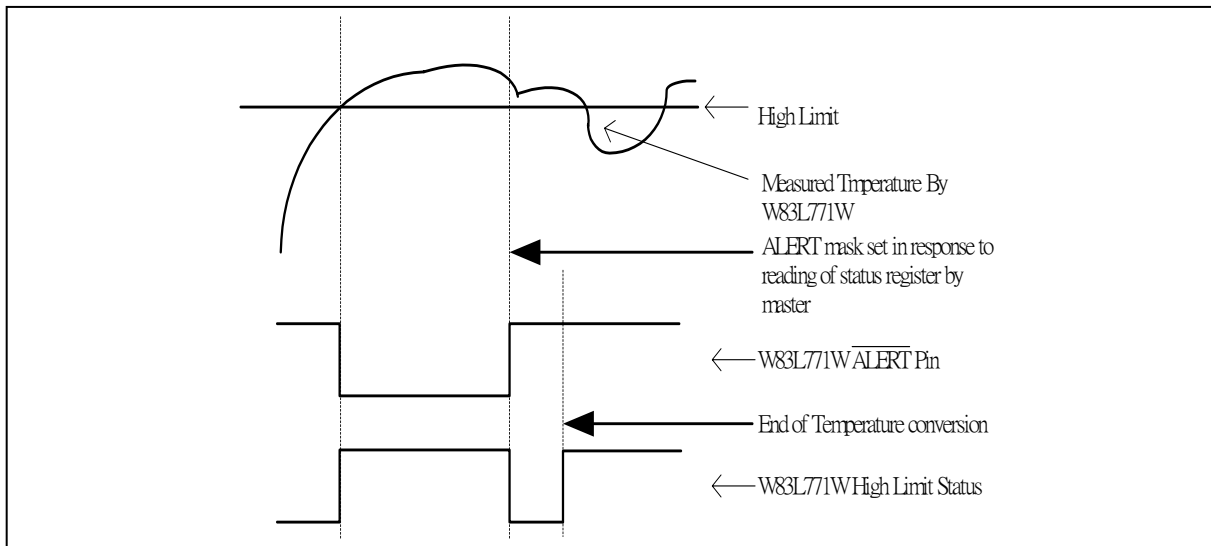 High Limit
Measured Tmperature By
W83L771W
ALERT mask set in response to
reading of status register by
master
W83L771W ALERT Pin
End of Temperature conversion
W83L771W High Limit Status